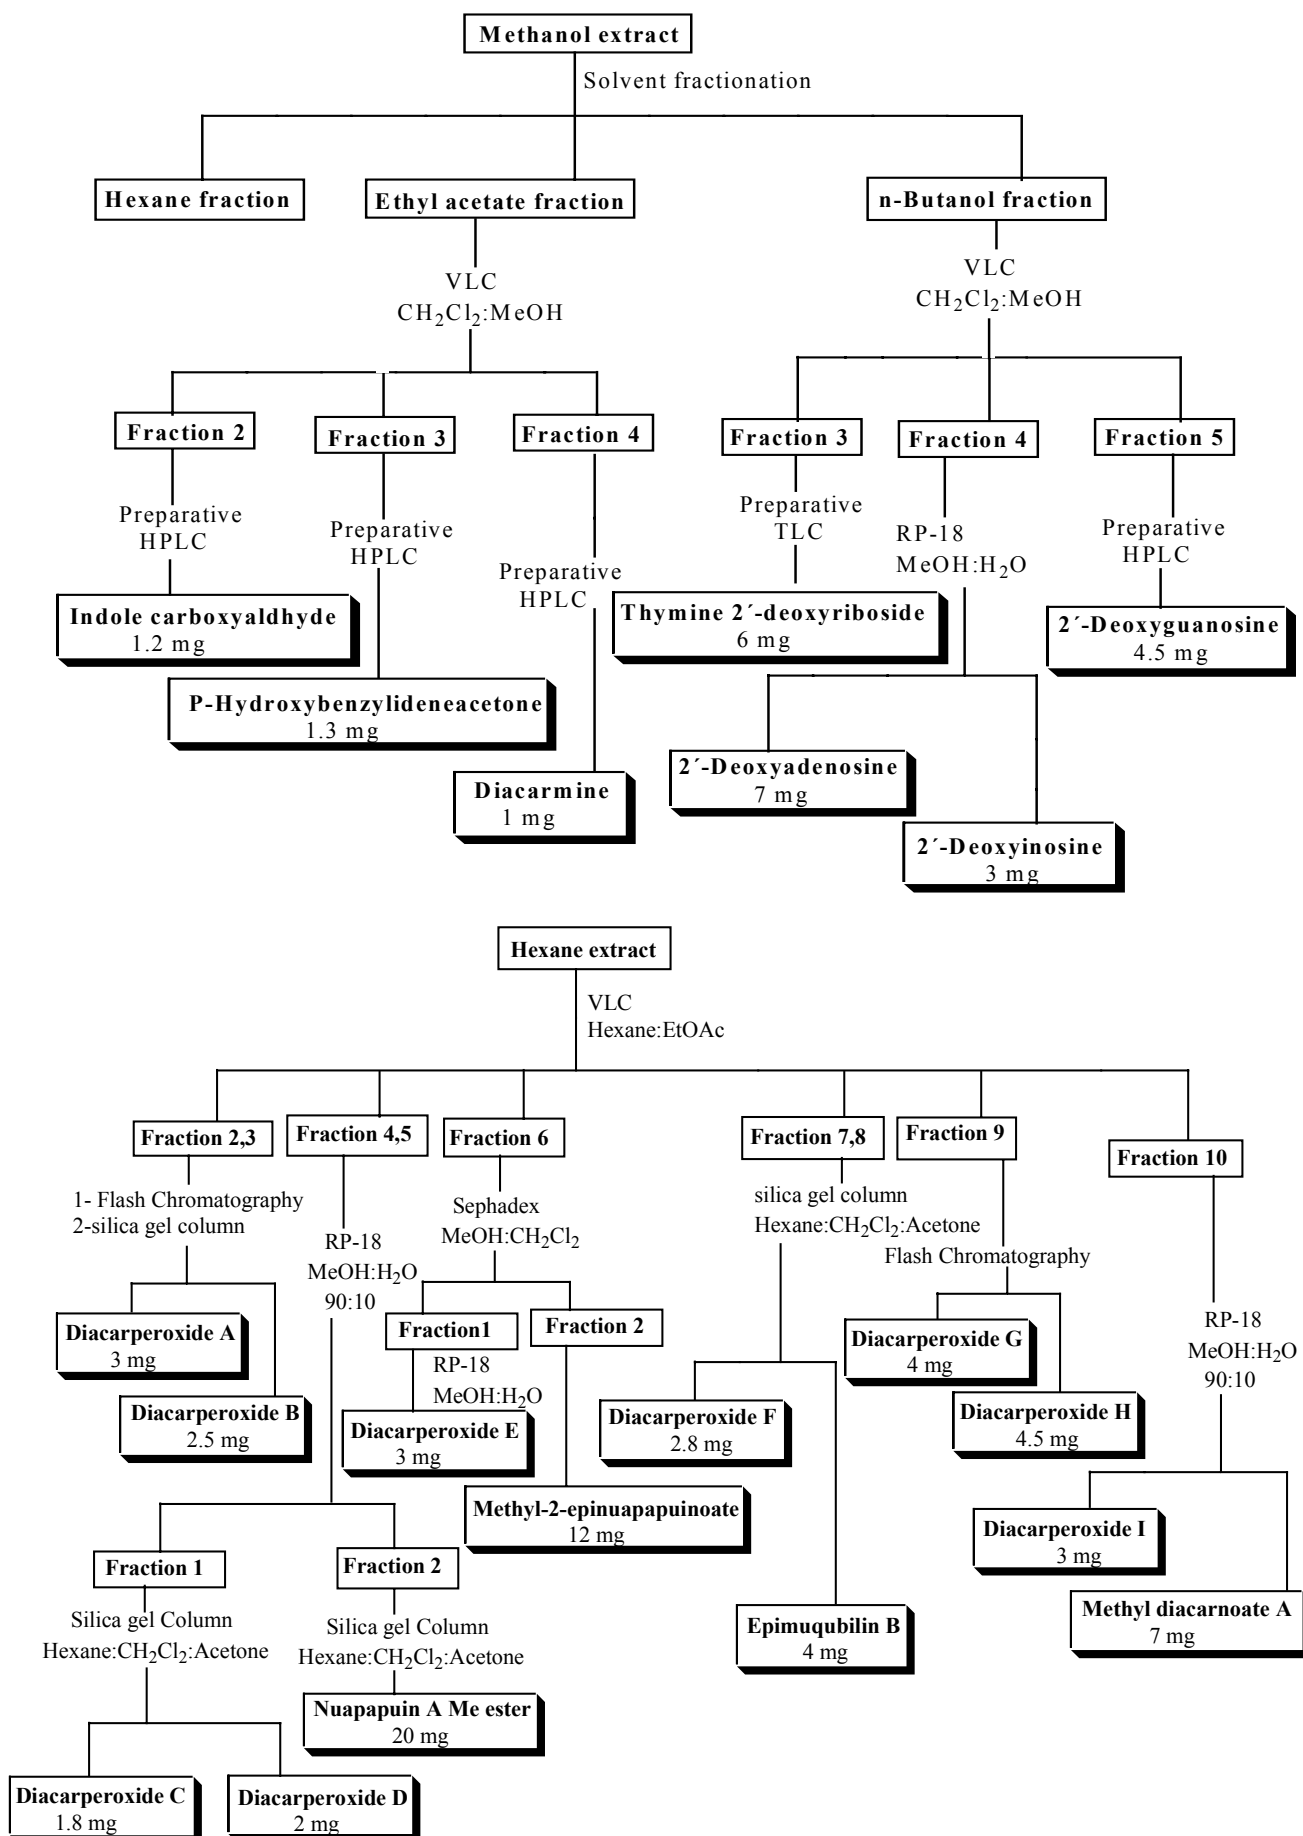 Methanol extract
Solvent fractionation
Hexane fraction
Ethyl acetate fraction
n-Butanol fraction
VLC
CH₂Cl₂:MeOH
VLC
CH₂Cl₂:MeOH
Fraction 2
Fraction 3
Fraction 4
Fraction 3
Fraction 4
Fraction 5
Preparative
HPLC
Preparative
HPLC
Preparative
HPLC
Preparative
TLC
RP-18
MeOH:H₂O
Preparative
HPLC
Indole carboxyaldhyde
1.2 mg
P-Hydroxybenzylideneacetone
1.3 mg
Diacarmine
1 mg
Thymine 2´-deoxyriboside
6 mg
2´-Deoxyguanosine
4.5 mg
2´-Deoxyadenosine
7 mg
2´-Deoxyinosine
3 mg
Hexane extract
VLC
Hexane:EtOAc
Fraction 2,3
Fraction 4,5
Fraction 6
Fraction 7,8
Fraction 9
Fraction 10
1- Flash Chromatography
2-silica gel column
RP-18
MeOH:H₂O
90:10
Sephadex
MeOH:CH₂Cl₂
silica gel column
Hexane:CH₂Cl₂:Acetone
Flash Chromatography
RP-18
MeOH:H₂O
90:10
Diacarperoxide A
3 mg
Diacarperoxide B
2.5 mg
Fraction1
Fraction 2
RP-18
MeOH:H₂O
Diacarperoxide E
3 mg
Methyl-2-epinuapapuinoate
12 mg
Diacarperoxide F
2.8 mg
Diacarperoxide G
4 mg
Diacarperoxide H
4.5 mg
Diacarperoxide I
3 mg
Methyl diacarnoate A
7 mg
Epimuqubilin B
4 mg
Fraction 1
Fraction 2
Silica gel Column
Hexane:CH₂Cl₂:Acetone
Silica gel Column
Hexane:CH₂Cl₂:Acetone
Nuapapuin A Me ester
20 mg
Diacarperoxide C
1.8 mg
Diacarperoxide D
2 mg